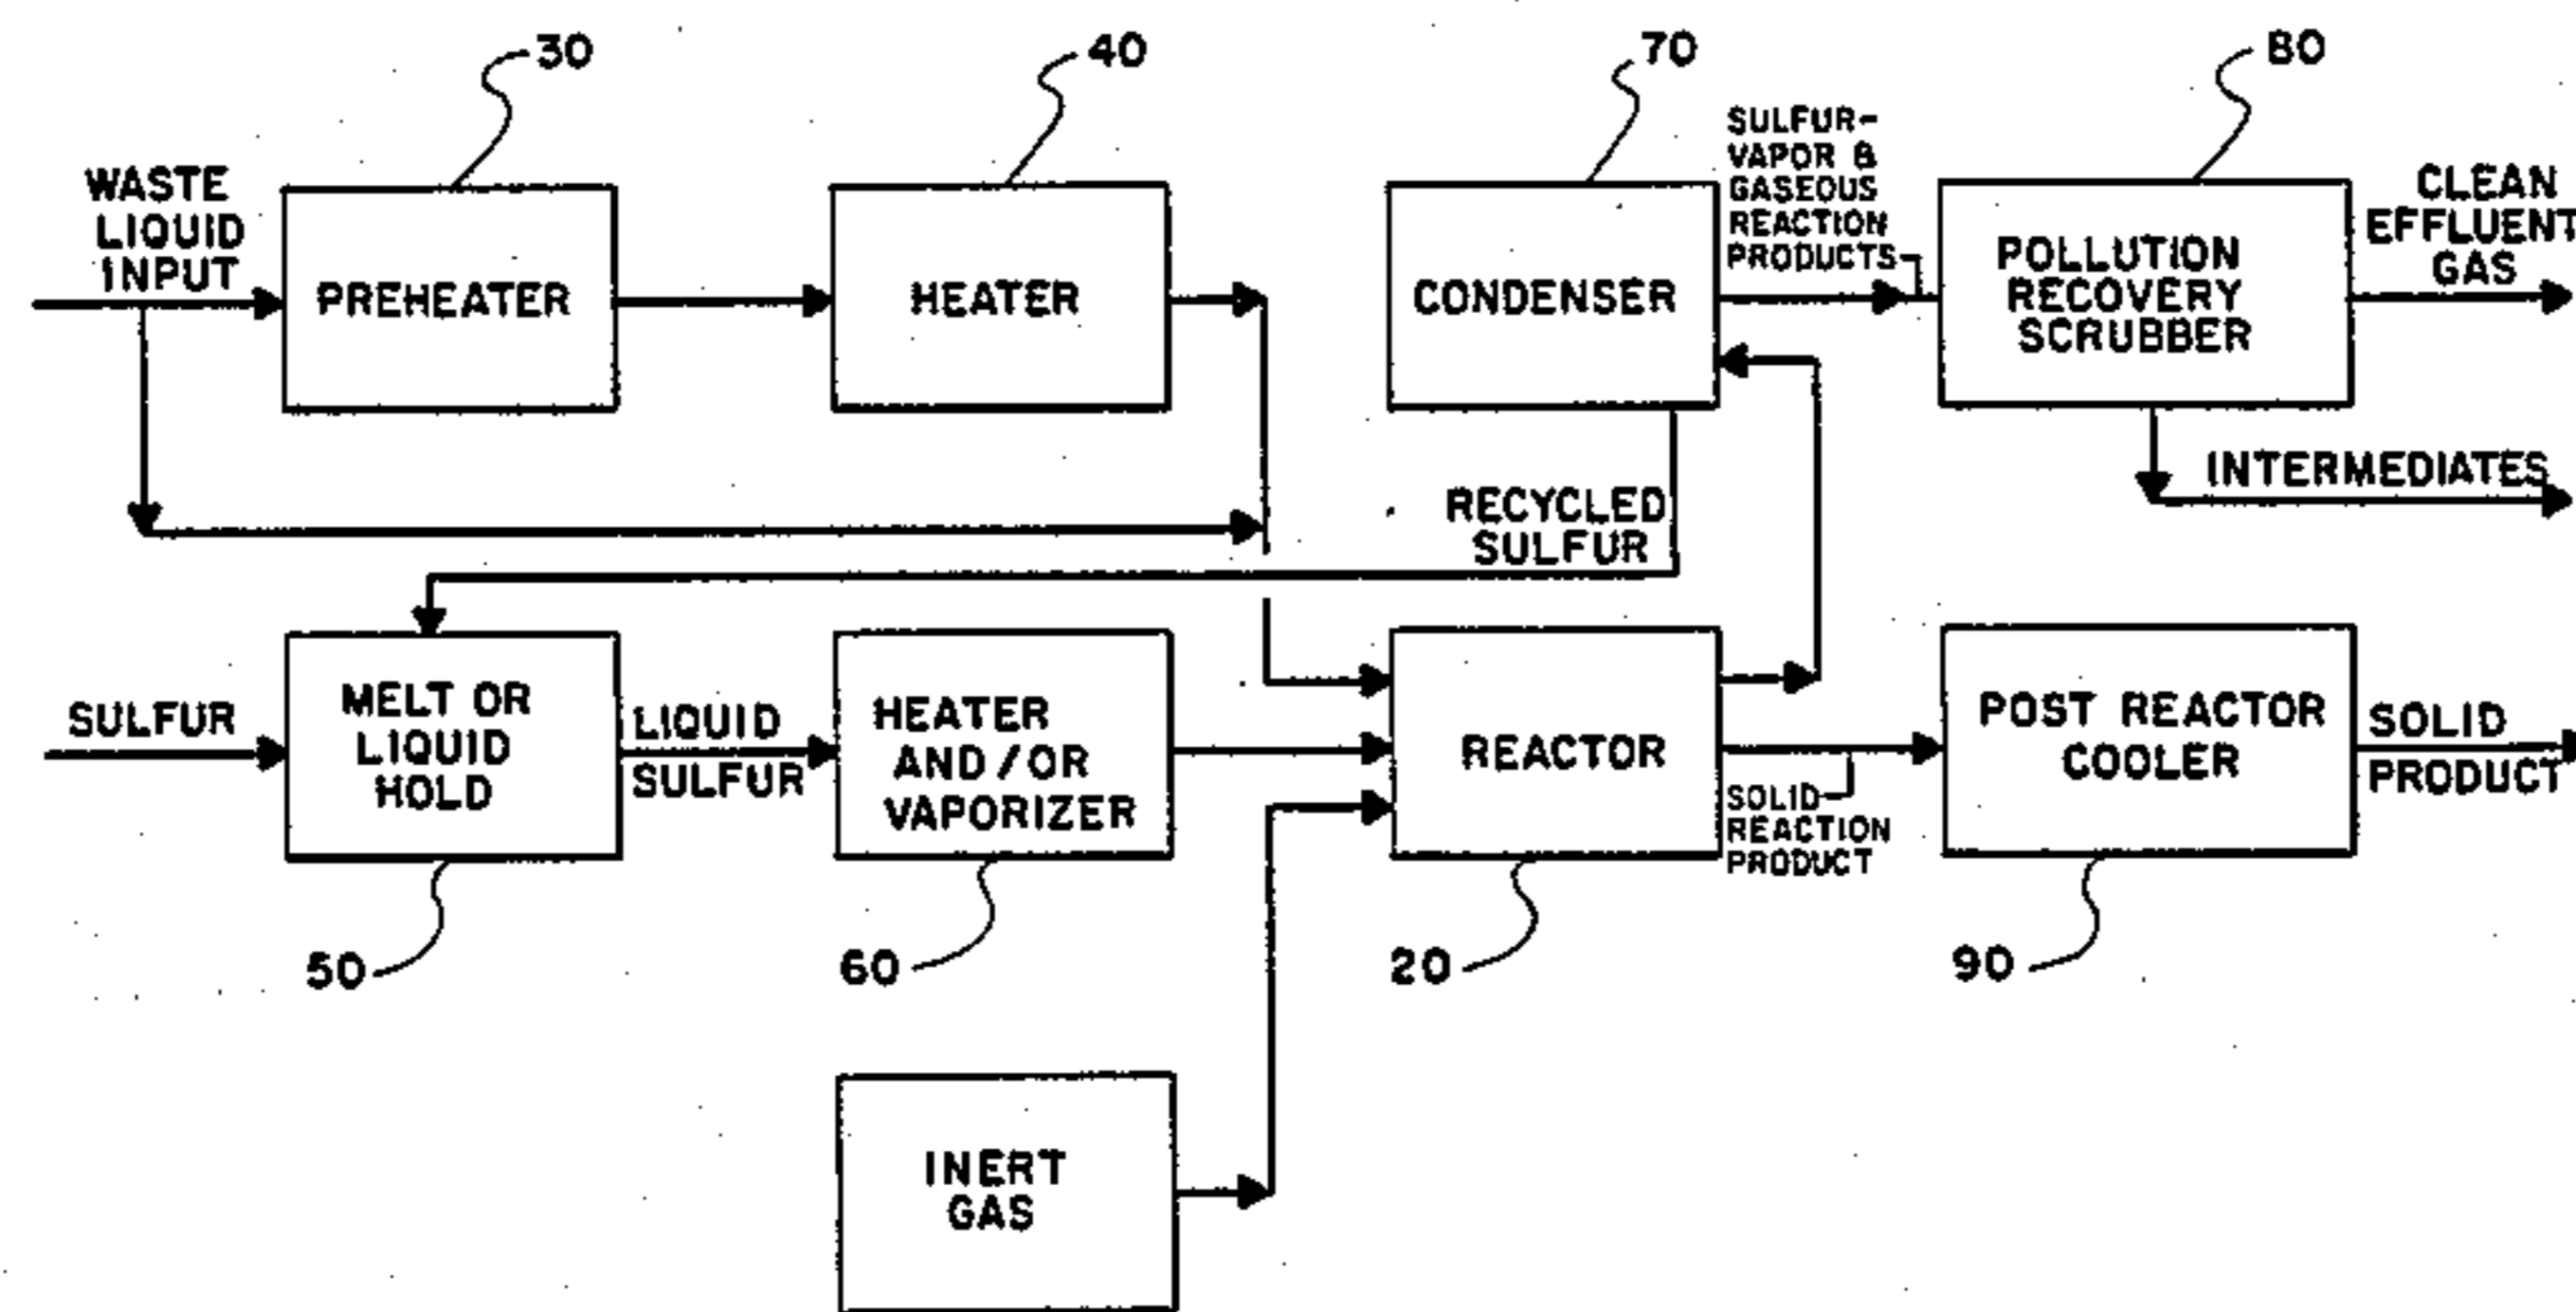 30
40
70
80
WASTE
LIQUID
INPUT
PREHEATER
HEATER
CONDENSER
SULFUR-
VAPOR &
GASEOUS
REACTION
PRODUCTS
POLLUTION
RECOVERY
SCRUBBER
CLEAN
EFFLUENT
GAS
INTERMEDIATES
RECYCLED
SULFUR
SULFUR
MELT OR
LIQUID
HOLD
LIQUID
SULFUR
HEATER
AND/OR
VAPORIZER
REACTOR
SOLID
REACTION
PRODUCT
POST REACTOR
COOLER
SOLID
PRODUCT
50
60
20
90
INERT
GAS